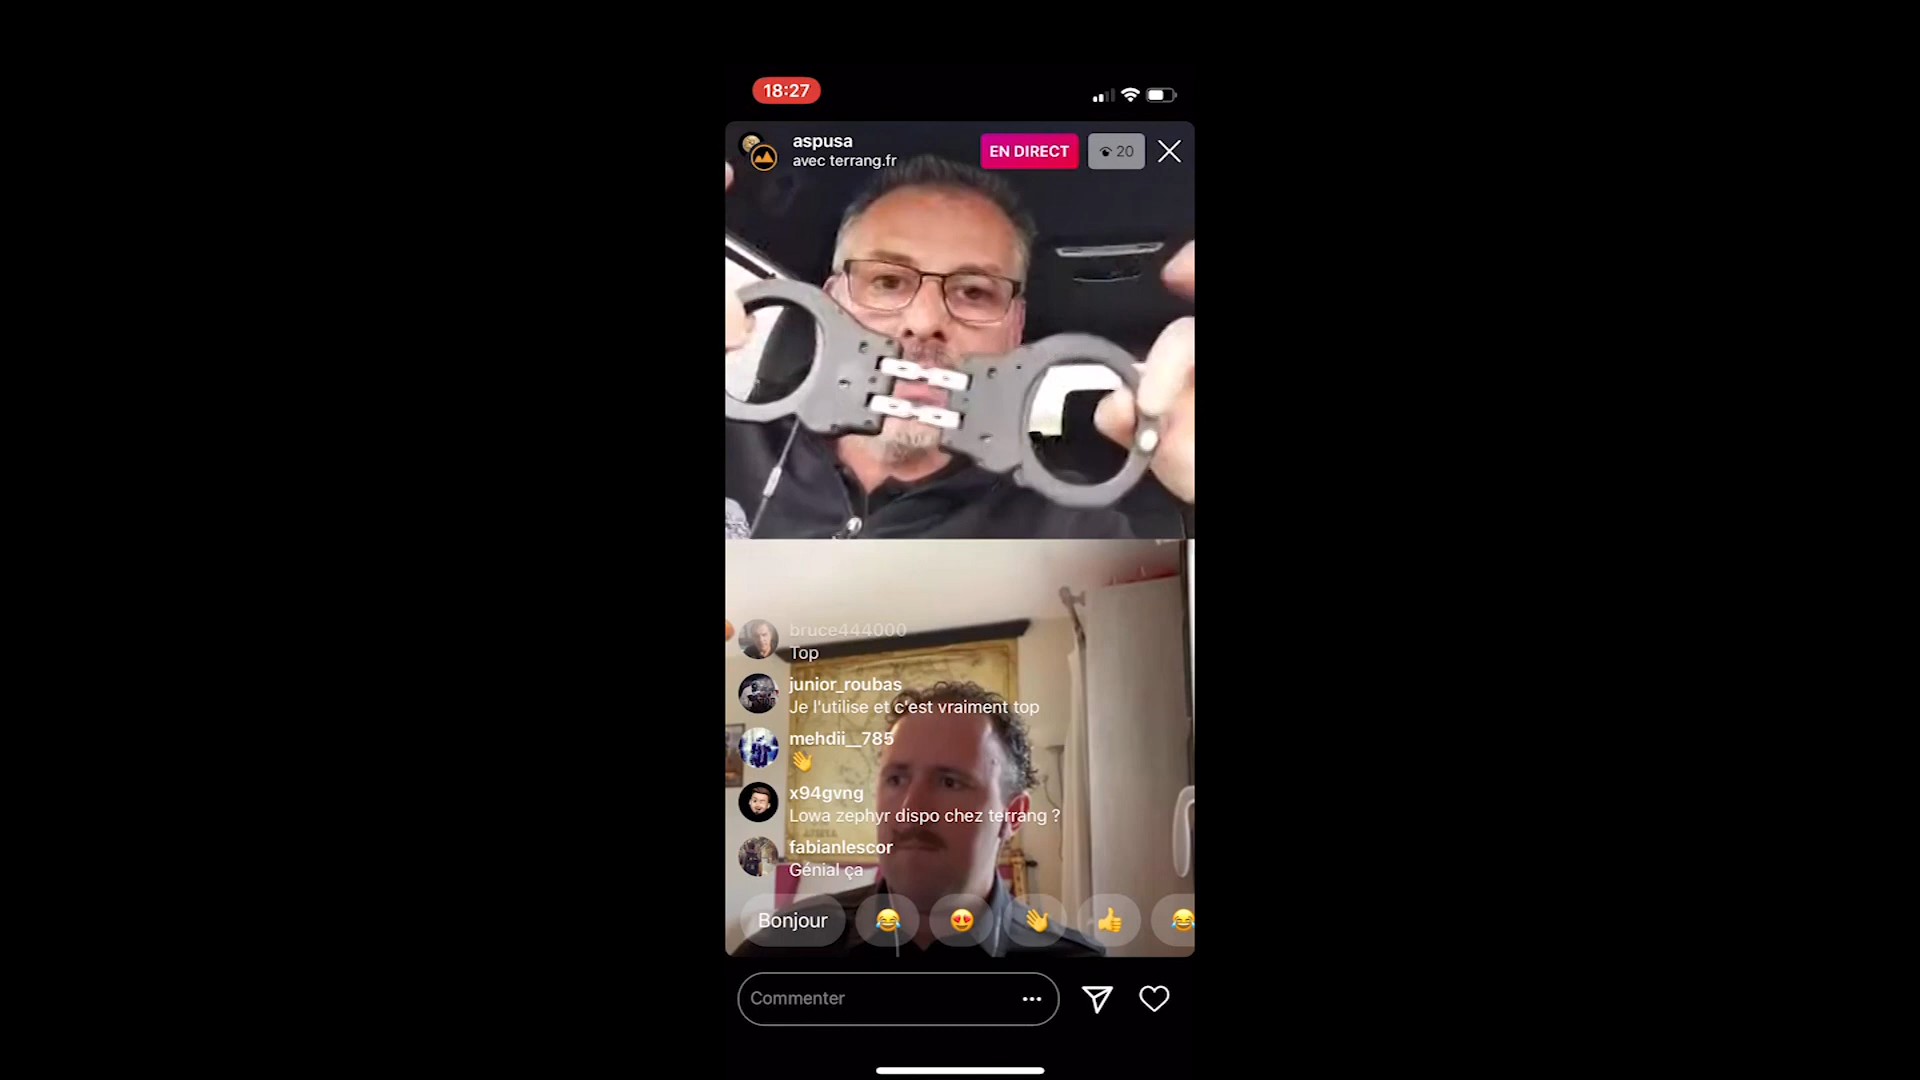 18:27
aspusa
avec terrang.fr
EN DIRECT
20
bruce444000
Top
junior_roubas
Je l'utilise et c'est vraiment top
mehdii__785
👋
x94gvng
Lowa zephyr dispo chez terrang ?
fabianlescor
Génial ça
Bonjour 😂 😍 👋 👍 😂
Commenter